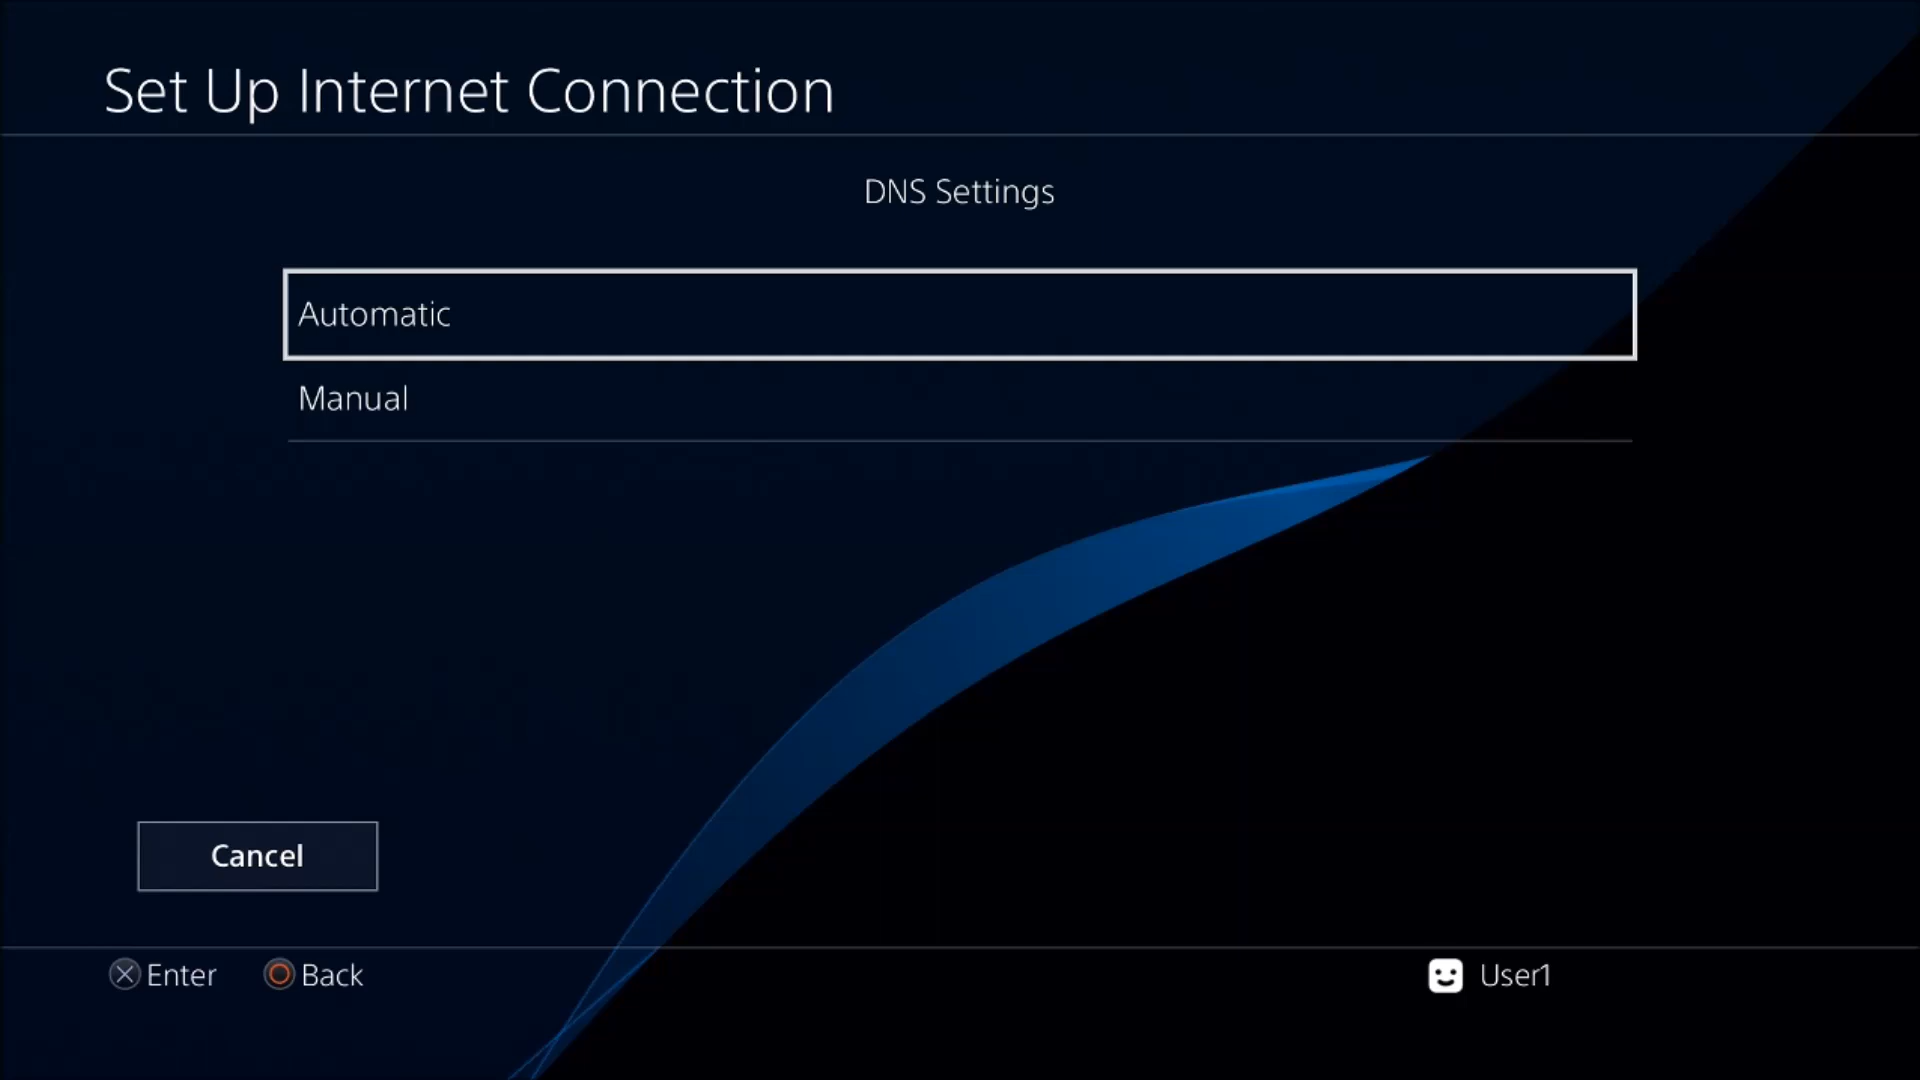 Set Up Internet Connection
DNS Settings
Automatic
Manual
Cancel
Enter Back User1